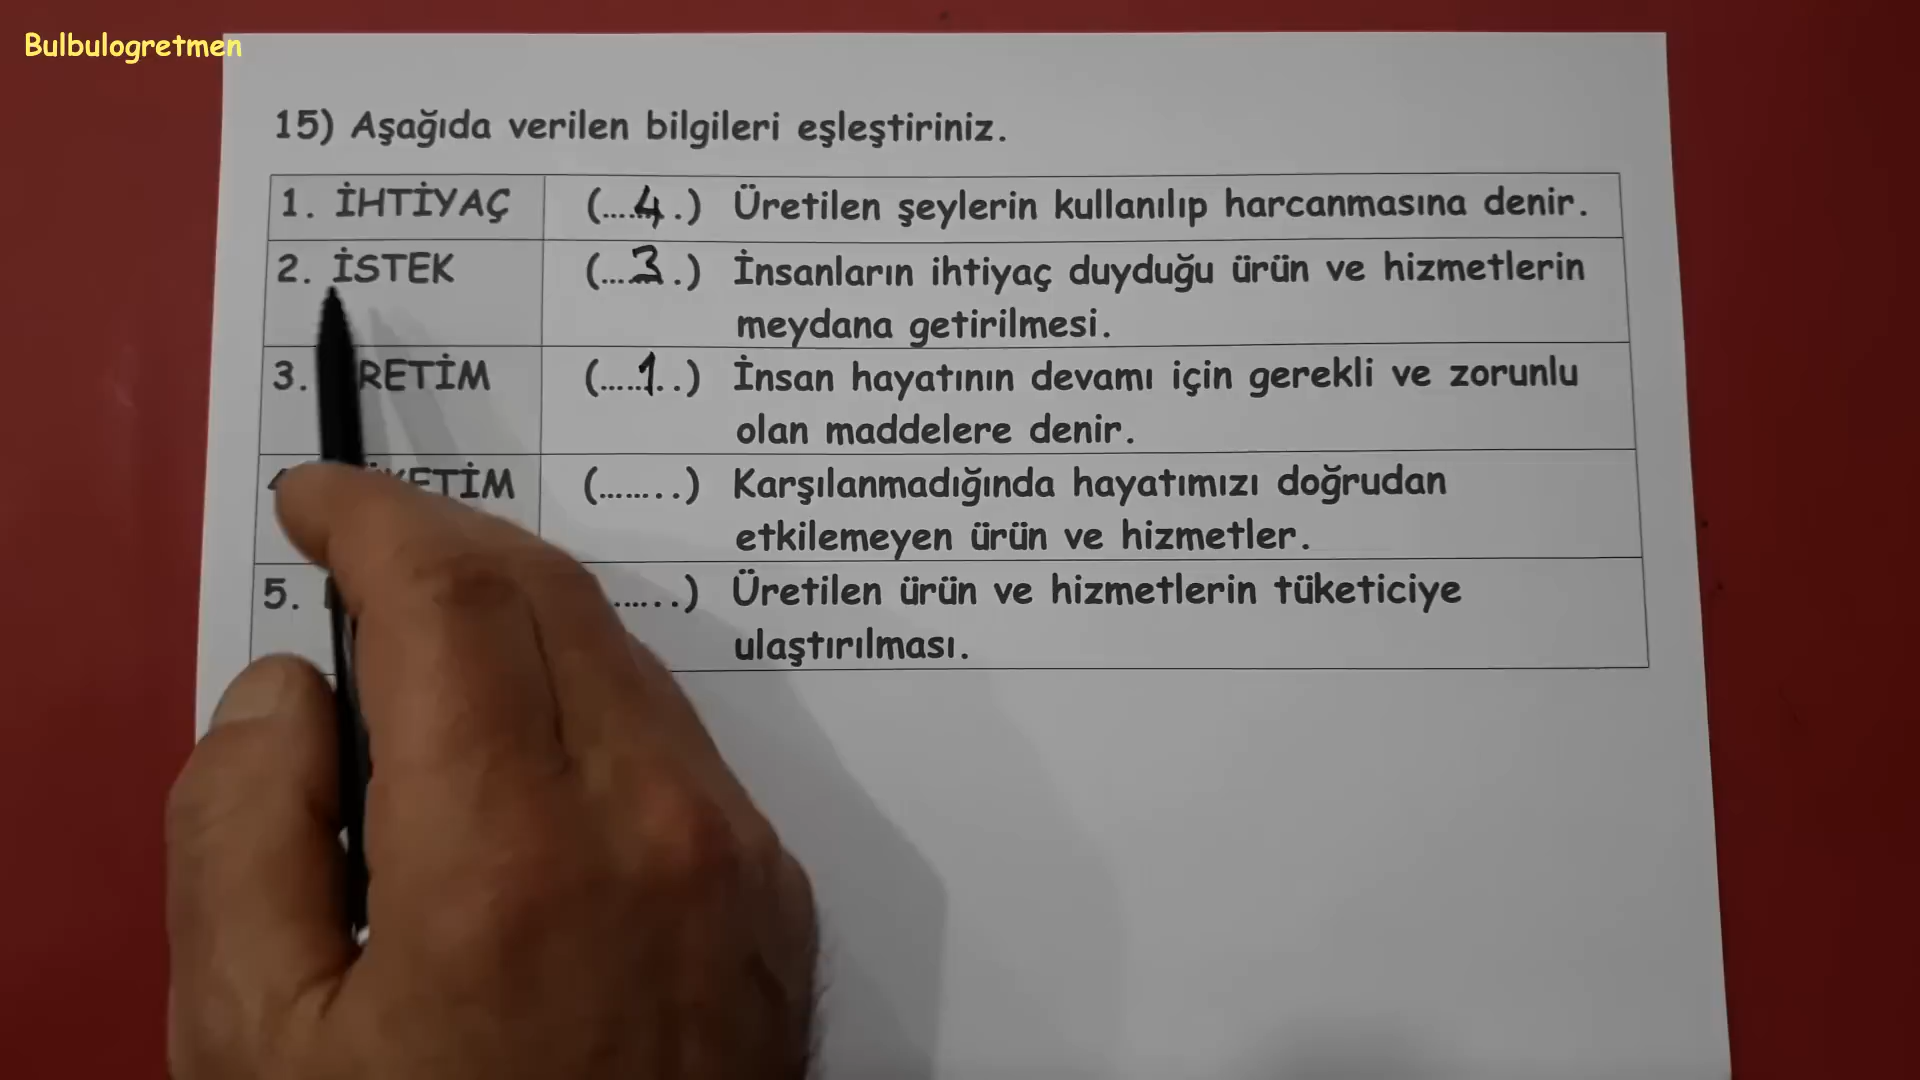 Bulbulogretmen
15) Aşağıda verilen bilgileri eşleştiriniz.
1. İHTİYAÇ (.....4.) Üretilen şeylerin kullanılıp harcanmasına denir.
2. İSTEK (.....3.) İnsanların ihtiyaç duyduğu ürün ve hizmetlerin
meydana getirilmesi.
3. RETİM (.....1..) İnsan hayatının devamı için gerekli ve zorunlu
olan maddelere denir.
KETİM (.......) Karşılanmadığında hayatımızı doğrudan
etkilemeyen ürün ve hizmetler.
5. ......) Üretilen ürün ve hizmetlerin tüketiciye
ulaştırılması.